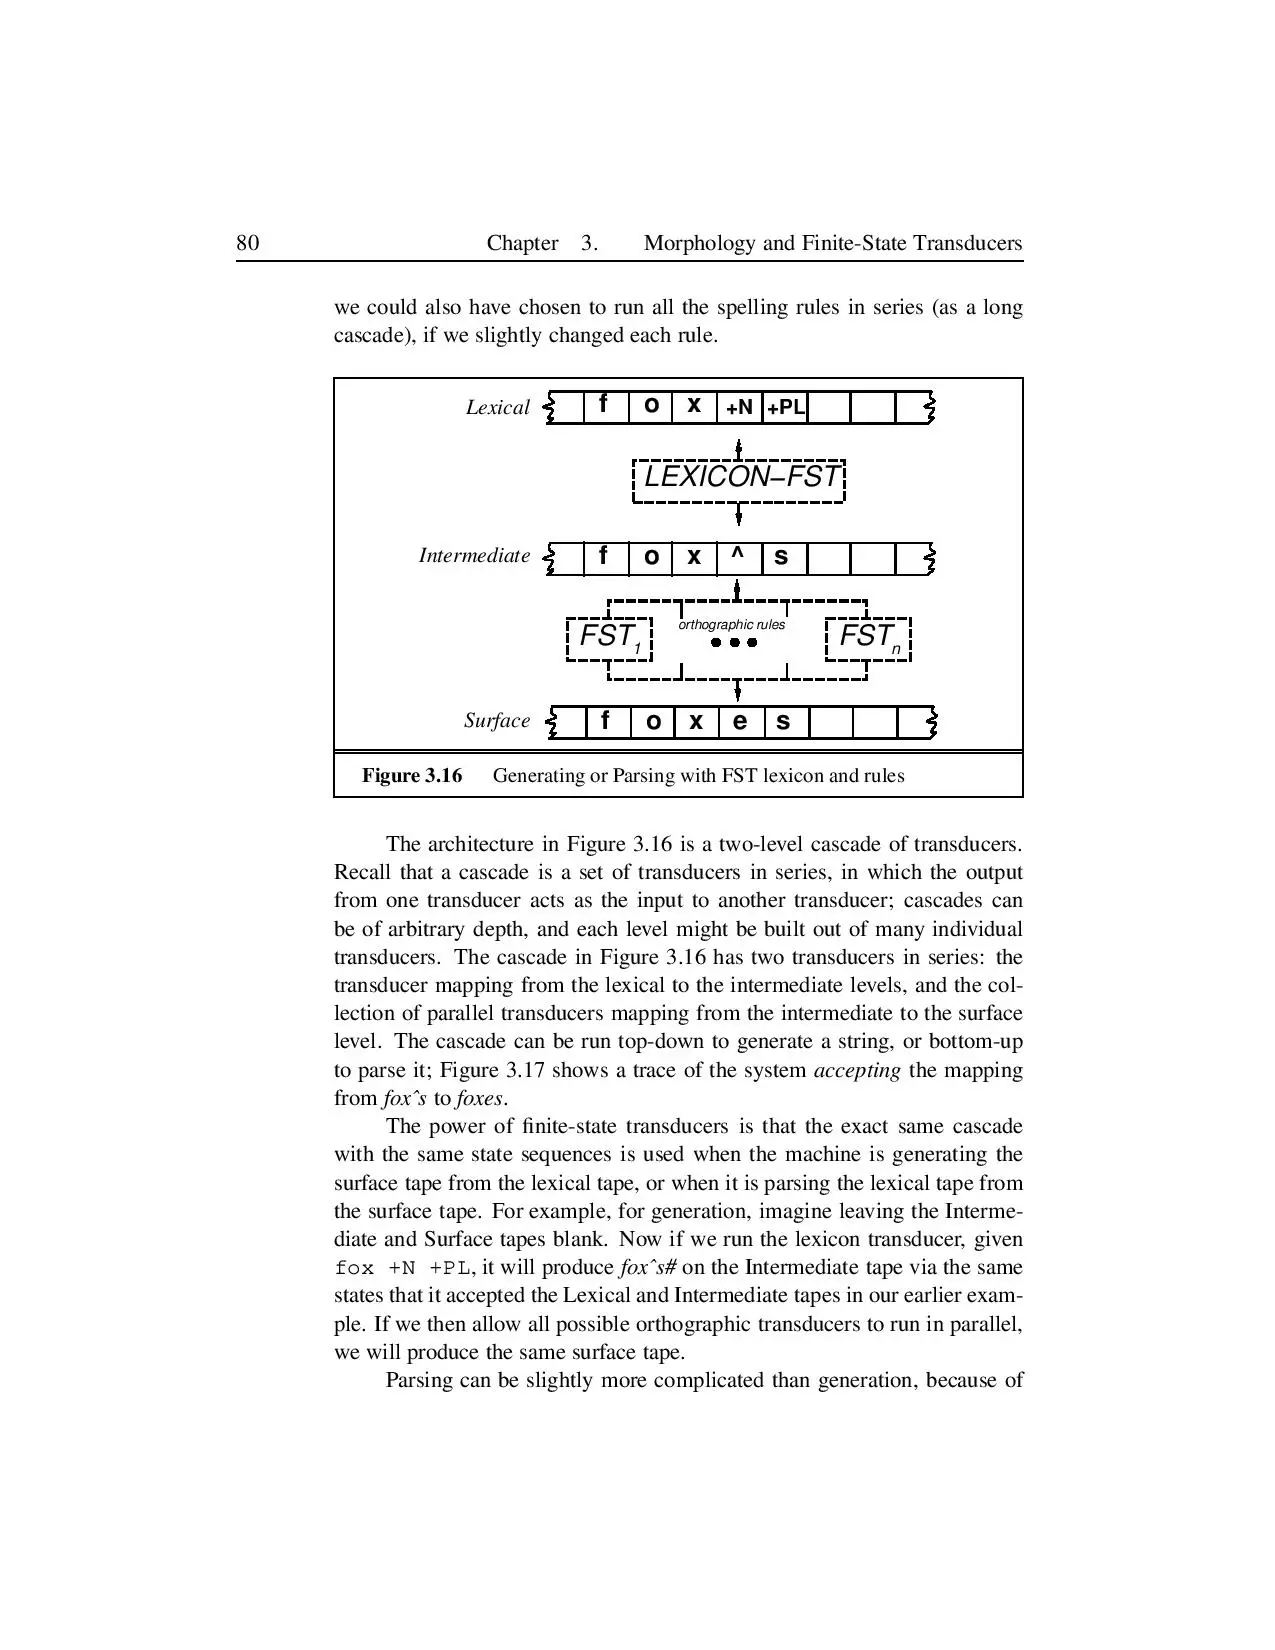 80 Chapter 3. Morphology and Finite-State Transducers
we could also have chosen to run all the spelling rules in series (as a long
cascade), if we slightly changed each rule.
Lexical f o x +N +PL
LEXICON–FST
Intermediate f o x ^ s
orthographic rules
FST1 ••• FSTn
Surface f o x e s
Figure 3.16 Generating or Parsing with FST lexicon and rules
The architecture in Figure 3.16 is a two-level cascade of transducers.
Recall that a cascade is a set of transducers in series, in which the output
from one transducer acts as the input to another transducer; cascades can
be of arbitrary depth, and each level might be built out of many individual
transducers. The cascade in Figure 3.16 has two transducers in series: the
transducer mapping from the lexical to the intermediate levels, and the col-
lection of parallel transducers mapping from the intermediate to the surface
level. The cascade can be run top-down to generate a string, or bottom-up
to parse it; Figure 3.17 shows a trace of the system accepting the mapping
from fox^s to foxes.
The power of finite-state transducers is that the exact same cascade
with the same state sequences is used when the machine is generating the
surface tape from the lexical tape, or when it is parsing the lexical tape from
the surface tape. For example, for generation, imagine leaving the Interme-
diate and Surface tapes blank. Now if we run the lexicon transducer, given
fox +N +PL, it will produce fox^s# on the Intermediate tape via the same
states that it accepted the Lexical and Intermediate tapes in our earlier exam-
ple. If we then allow all possible orthographic transducers to run in parallel,
we will produce the same surface tape.
Parsing can be slightly more complicated than generation, because of